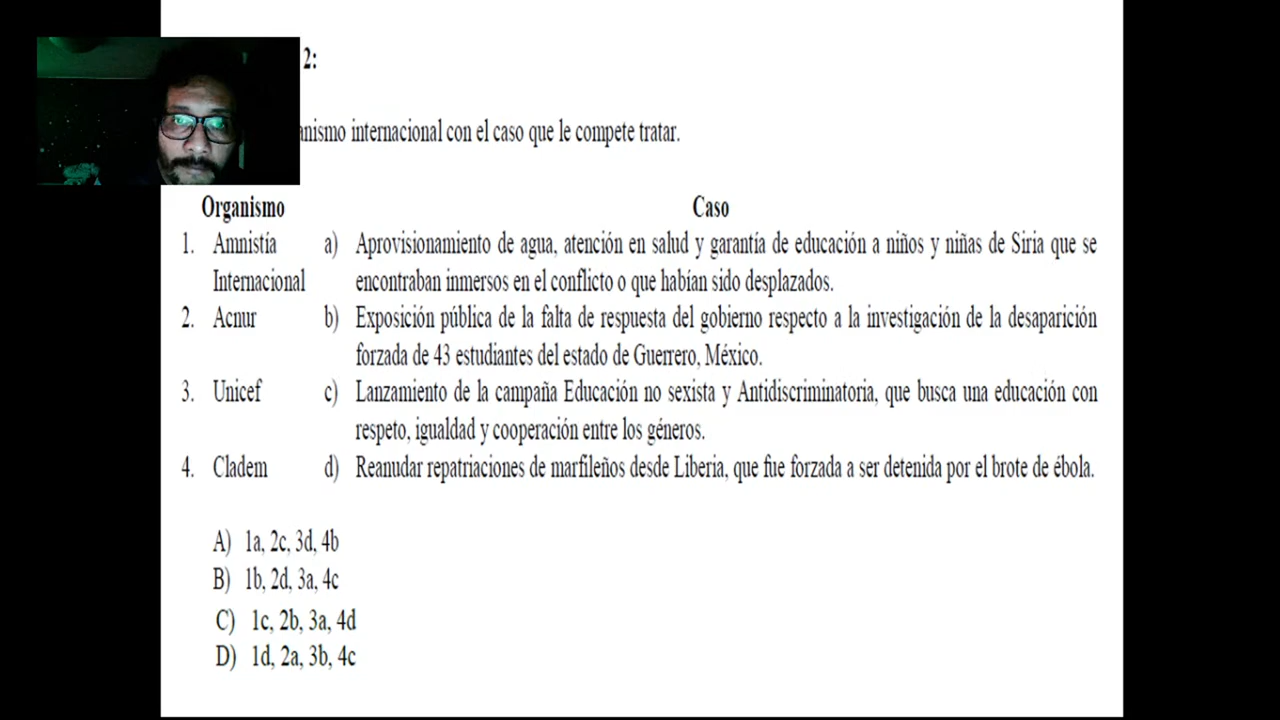 2:
anismo internacional con el caso que le compete tratar.
Organismo Caso
1. Amnistía a) Aprovisionamiento de agua, atención en salud y garantía de educación a niños y niñas de Siria que se
Internacional encontraban inmersos en el conflicto o que habían sido desplazados.
2. Acnur b) Exposición pública de la falta de respuesta del gobierno respecto a la investigación de la desaparición
forzada de 43 estudiantes del estado de Guerrero, México.
3. Unicef c) Lanzamiento de la campaña Educación no sexista y Antidiscriminatoria, que busca una educación con
respeto, igualdad y cooperación entre los géneros.
4. Cladem d) Reanudar repatriaciones de marfileños desde Liberia, que fue forzada a ser detenida por el brote de ébola.
A) 1a, 2c, 3d, 4b
B) 1b, 2d, 3a, 4c
C) 1c, 2b, 3a, 4d
D) 1d, 2a, 3b, 4c